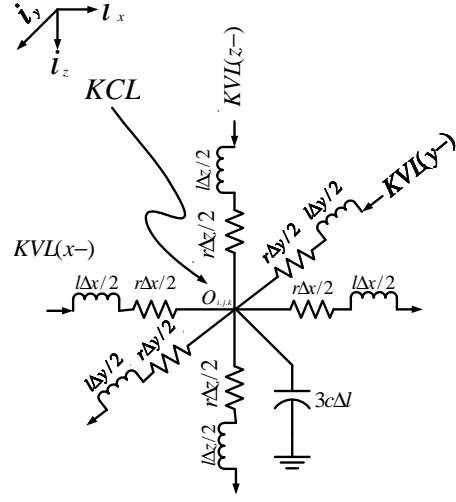 i_y
i_x
i_z
KCL
KVL(z−)
lΔz/2
rΔz/2
KVL(y−)
lΔy/2
rΔy/2
KVL(x−)
lΔx/2
rΔx/2
O_{i,j,k}
rΔx/2
lΔx/2
rΔy/2
lΔy/2
rΔz/2
lΔz/2
3cΔl